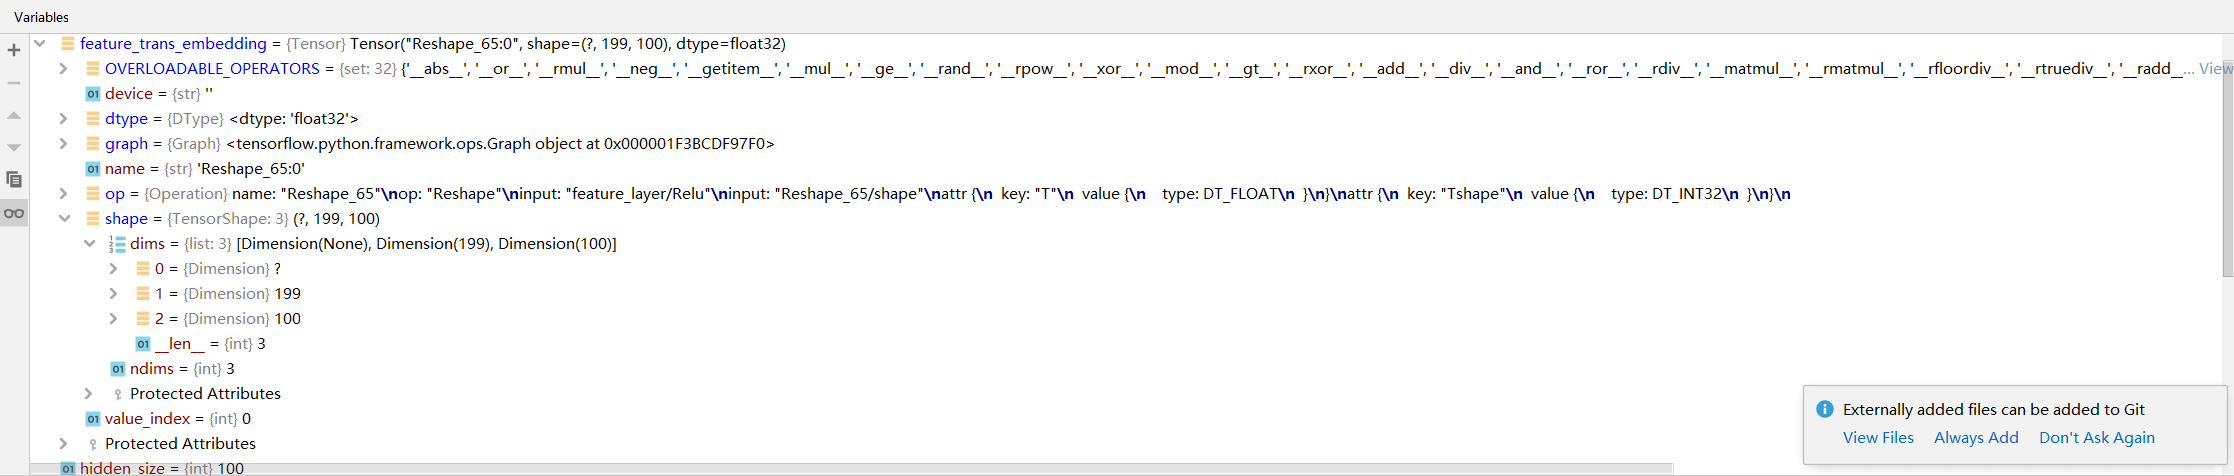 Variables
feature_trans_embedding = {Tensor} Tensor("Reshape_65:0", shape=(?, 199, 100), dtype=float32)
OVERLOADABLE_OPERATORS = {set: 32} {'__abs__', '__or__', '__rmul__', '__neg__', '__getitem__', '__mul__', '__ge__', '__rand__', '__rpow__', '__xor__', '__mod__', '__gt__', '__rxor__', '__add__', '__div__', '__and__', '__ror__', '__rdiv__', '__matmul__', '__rmatmul__', '__rfloordiv__', '__rtruediv__', '__radd__... View
01 device = {str} ''
dtype = {DType} <dtype: 'float32'>
graph = {Graph} <tensorflow.python.framework.ops.Graph object at 0x000001F3BCDF97F0>
01 name = {str} 'Reshape_65:0'
op = {Operation} name: "Reshape_65"\nop: "Reshape"\ninput: "feature_layer/Relu"\ninput: "Reshape_65/shape"\nattr {\n  key: "T"\n  value {\n    type: DT_FLOAT\n  }\n}\nattr {\n  key: "Tshape"\n  value {\n    type: DT_INT32\n  }\n}\n
shape = {TensorShape: 3} (?, 199, 100)
dims = {list: 3} [Dimension(None), Dimension(199), Dimension(100)]
0 = {Dimension} ?
1 = {Dimension} 199
2 = {Dimension} 100
01 __len__ = {int} 3
01 ndims = {int} 3
Protected Attributes
01 value_index = {int} 0
Protected Attributes
01 hidden_size = {int} 100
Externally added files can be added to Git
View Files Always Add Don't Ask Again